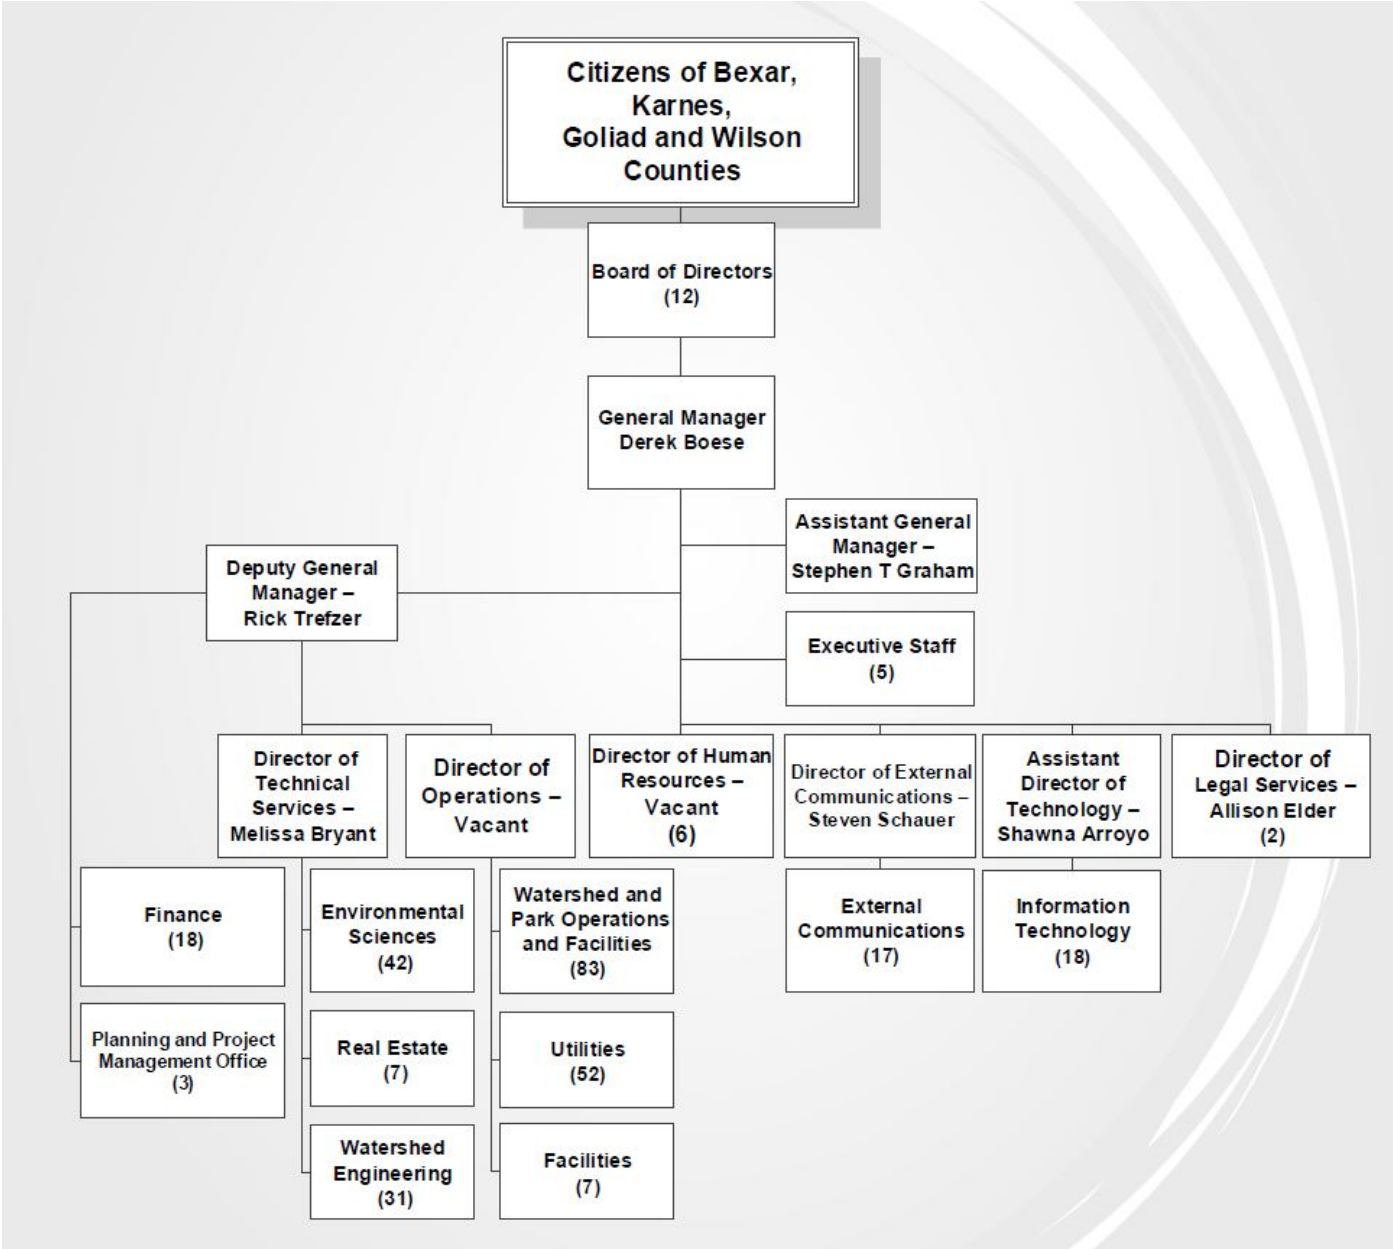 Citizens of Bexar,
Karnes,
Goliad and Wilson
Counties
Board of Directors
(12)
General Manager
Derek Boese
Assistant General
Manager –
Stephen T Graham
Deputy General
Manager –
Rick Trefzer
Executive Staff
(5)
Director of
Technical
Services –
Melissa Bryant
Director of
Operations –
Vacant
Director of Human
Resources –
Vacant
(6)
Director of External
Communications –
Steven Schauer
Assistant
Director of
Technology –
Shawna Arroyo
Director of
Legal Services –
Allison Elder
(2)
Finance
(18)
Environmental
Sciences
(42)
Watershed and
Park Operations
and Facilities
(83)
External
Communications
(17)
Information
Technology
(18)
Planning and Project
Management Office
(3)
Real Estate
(7)
Utilities
(52)
Watershed
Engineering
(31)
Facilities
(7)